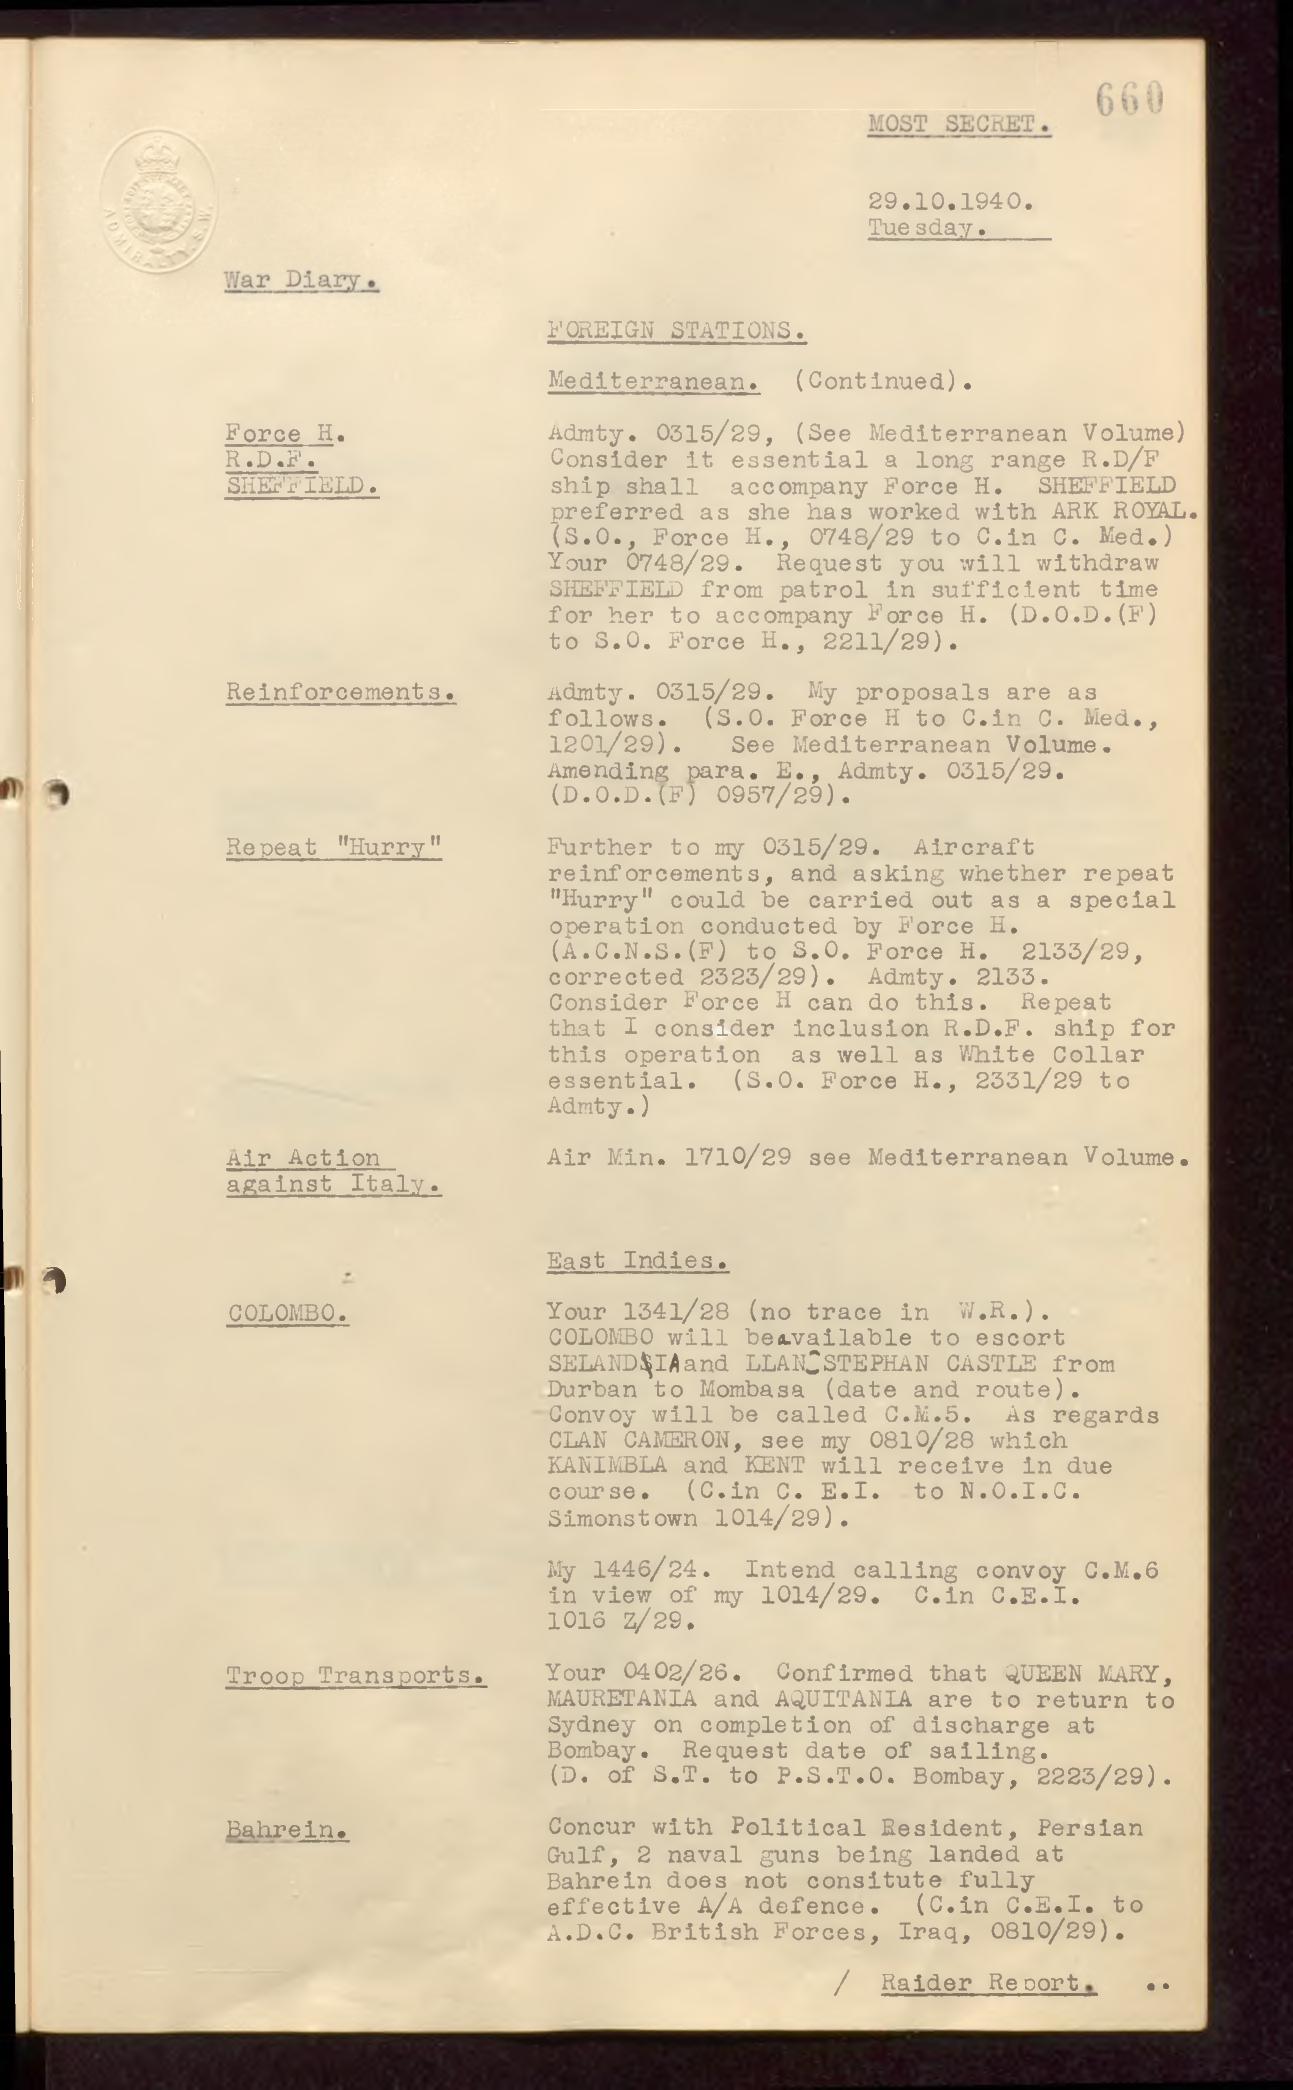 660
MOST SECRET.
29.10.1940.
Tuesday.
ADMIRALTY. S.W.
War Diary.
FOREIGN STATIONS.
Mediterranean. (Continued).
Force H.
R.D.F.
SHEFFIELD.
Admty. 0315/29, (See Mediterranean Volume)
Consider it essential a long range R.D/F
ship shall accompany Force H. SHEFFIELD
preferred as she has worked with ARK ROYAL.
(S.O., Force H., 0748/29 to C.in C. Med.)
Your 0748/29. Request you will withdraw
SHEFFIELD from patrol in sufficient time
for her to accompany Force H. (D.O.D.(F)
to S.O. Force H., 2211/29).
Reinforcements.
Admty. 0315/29. My proposals are as
follows. (S.O. Force H to C.in C. Med.,
1201/29). See Mediterranean Volume.
Amending para. E., Admty. 0315/29.
(D.O.D.(F) 0957/29).
Repeat "Hurry"
Further to my 0315/29. Aircraft
reinforcements, and asking whether repeat
"Hurry" could be carried out as a special
operation conducted by Force H.
(A.C.N.S.(F) to S.O. Force H. 2133/29,
corrected 2323/29). Admty. 2133.
Consider Force H can do this. Repeat
that I consider inclusion R.D.F. ship for
this operation as well as White Collar
essential. (S.O. Force H., 2331/29 to
Admty.)
Air Action
against Italy.
Air Min. 1710/29 see Mediterranean Volume.
East Indies.
COLOMBO.
Your 1341/28 (no trace in W.R.).
COLOMBO will beavailable to escort
SELANDIA and LLANSTEPHAN CASTLE from
Durban to Mombasa (date and route).
Convoy will be called C.M.5. As regards
CLAN CAMERON, see my 0810/28 which
KANIMBLA and KENT will receive in due
course. (C.in C. E.I. to N.O.I.C.
Simonstown 1014/29).
My 1446/24. Intend calling convoy C.M.6
in view of my 1014/29. C.in C.E.I.
1016 Z/29.
Troop Transports.
Your 0402/26. Confirmed that QUEEN MARY,
MAURETANIA and AQUITANIA are to return to
Sydney on completion of discharge at
Bombay. Request date of sailing.
(D. of S.T. to P.S.T.O. Bombay, 2223/29).
Bahrein.
Concur with Political Resident, Persian
Gulf, 2 naval guns being landed at
Bahrein does not consitute fully
effective A/A defence. (C.in C.E.I. to
A.D.C. British Forces, Iraq, 0810/29).
/ Raider Report. ..